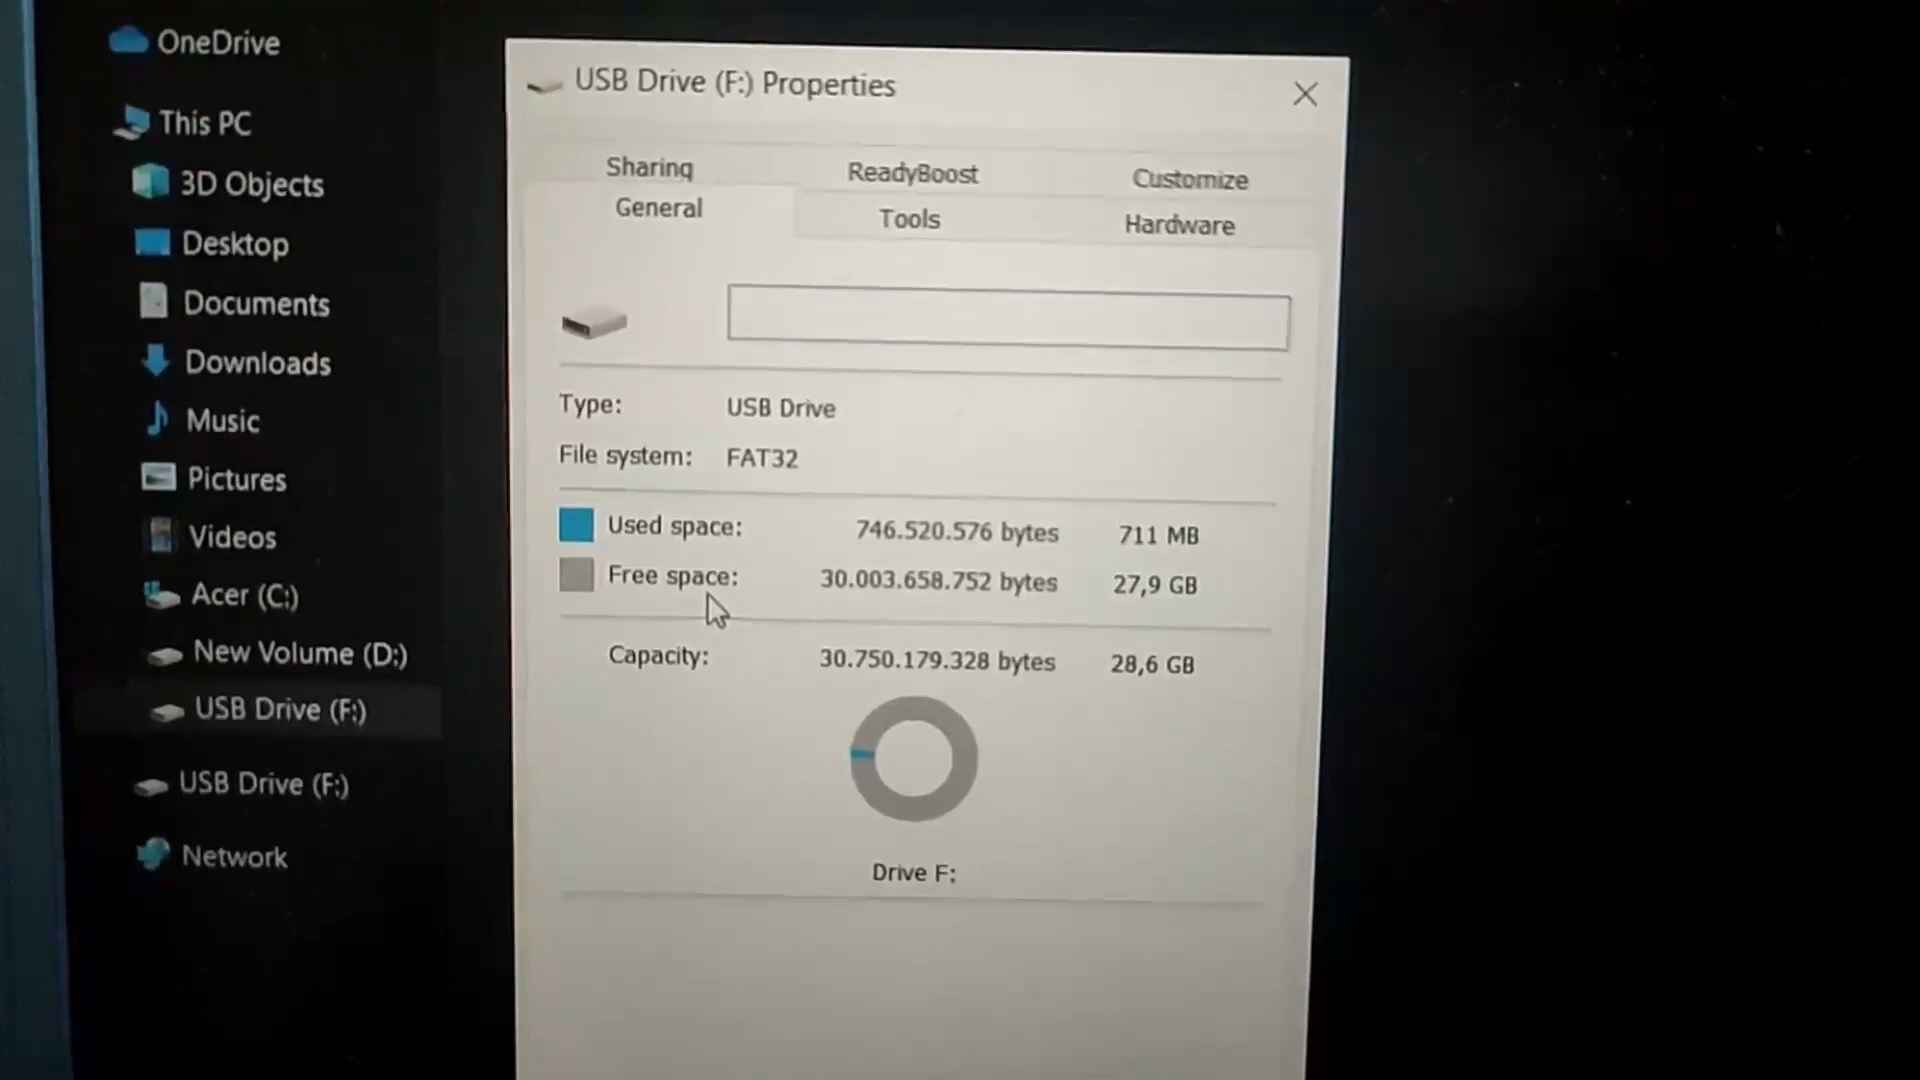 OneDrive
This PC
3D Objects
Desktop
Documents
Downloads
Music
Pictures
Videos
Acer (C:)
New Volume (D:)
USB Drive (F:)
USB Drive (F:)
Network
USB Drive (F:) Properties
Sharing ReadyBoost Customize
General Tools Hardware
Type: USB Drive
File system: FAT32
Used space: 746.520.576 bytes 711 MB
Free space: 30.003.658.752 bytes 27,9 GB
Capacity: 30.750.179.328 bytes 28,6 GB
Drive F: